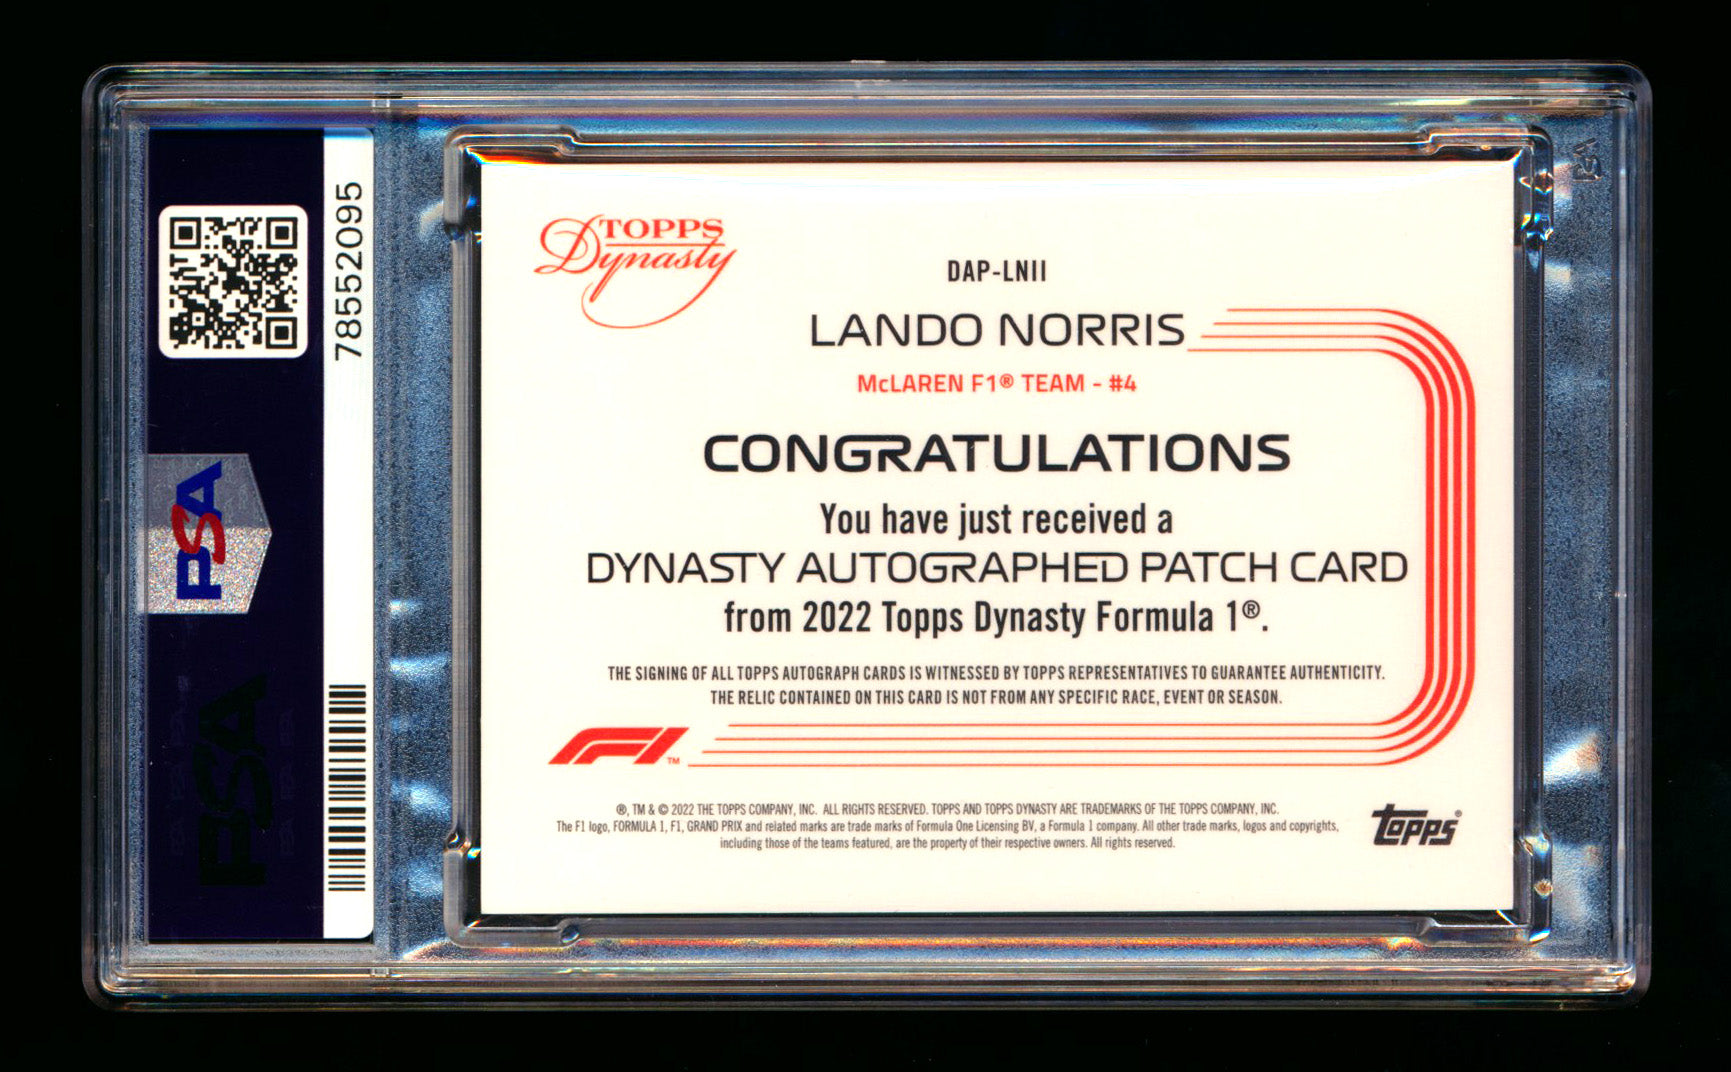 78552095
PSA
TOPPS
Dynasty
DAP-LNII
LANDO NORRIS
McLAREN F1® TEAM - #4
CONGRATULATIONS
You have just received a
DYNASTY AUTOGRAPHED PATCH CARD
from 2022 Topps Dynasty Formula 1®.
THE SIGNING OF ALL TOPPS AUTOGRAPH CARDS IS WITNESSED BY TOPPS REPRESENTATIVES TO GUARANTEE AUTHENTICITY.
THE RELIC CONTAINED ON THIS CARD IS NOT FROM ANY SPECIFIC RACE, EVENT OR SEASON.
F1™
®, TM & © 2022 THE TOPPS COMPANY, INC. ALL RIGHTS RESERVED. TOPPS AND TOPPS DYNASTY ARE TRADEMARKS OF THE TOPPS COMPANY, INC.
The F1 logo, FORMULA 1, F1, GRAND PRIX and related marks are trade marks of Formula One Licensing BV, a Formula 1 company. All other trade marks, logos and copyrights,
including those of the teams featured, are the property of their respective owners. All rights reserved.
topps®
PSA
PSA